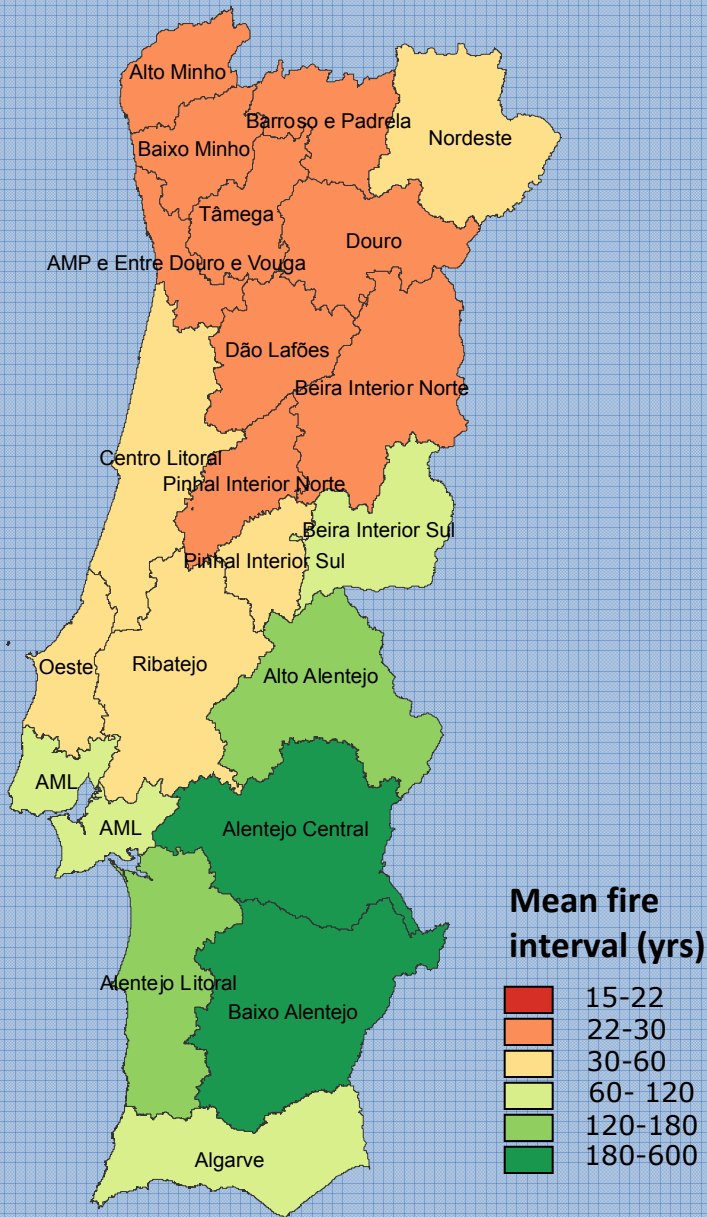 Alto Minho
Barroso e Padrela
Nordeste
Baixo Minho
Tâmega
Douro
AMP e Entre Douro e Vouga
Dão Lafões
Beira Interior Norte
Centro Litoral
Pinhal Interior Norte
Beira Interior Sul
Pinhal Interior Sul
Oeste
Ribatejo
Alto Alentejo
AML
AML
Alentejo Central
Alentejo Litoral
Baixo Alentejo
Algarve
Mean fire
interval (yrs)
15-22
22-30
30-60
60- 120
120-180
180-600